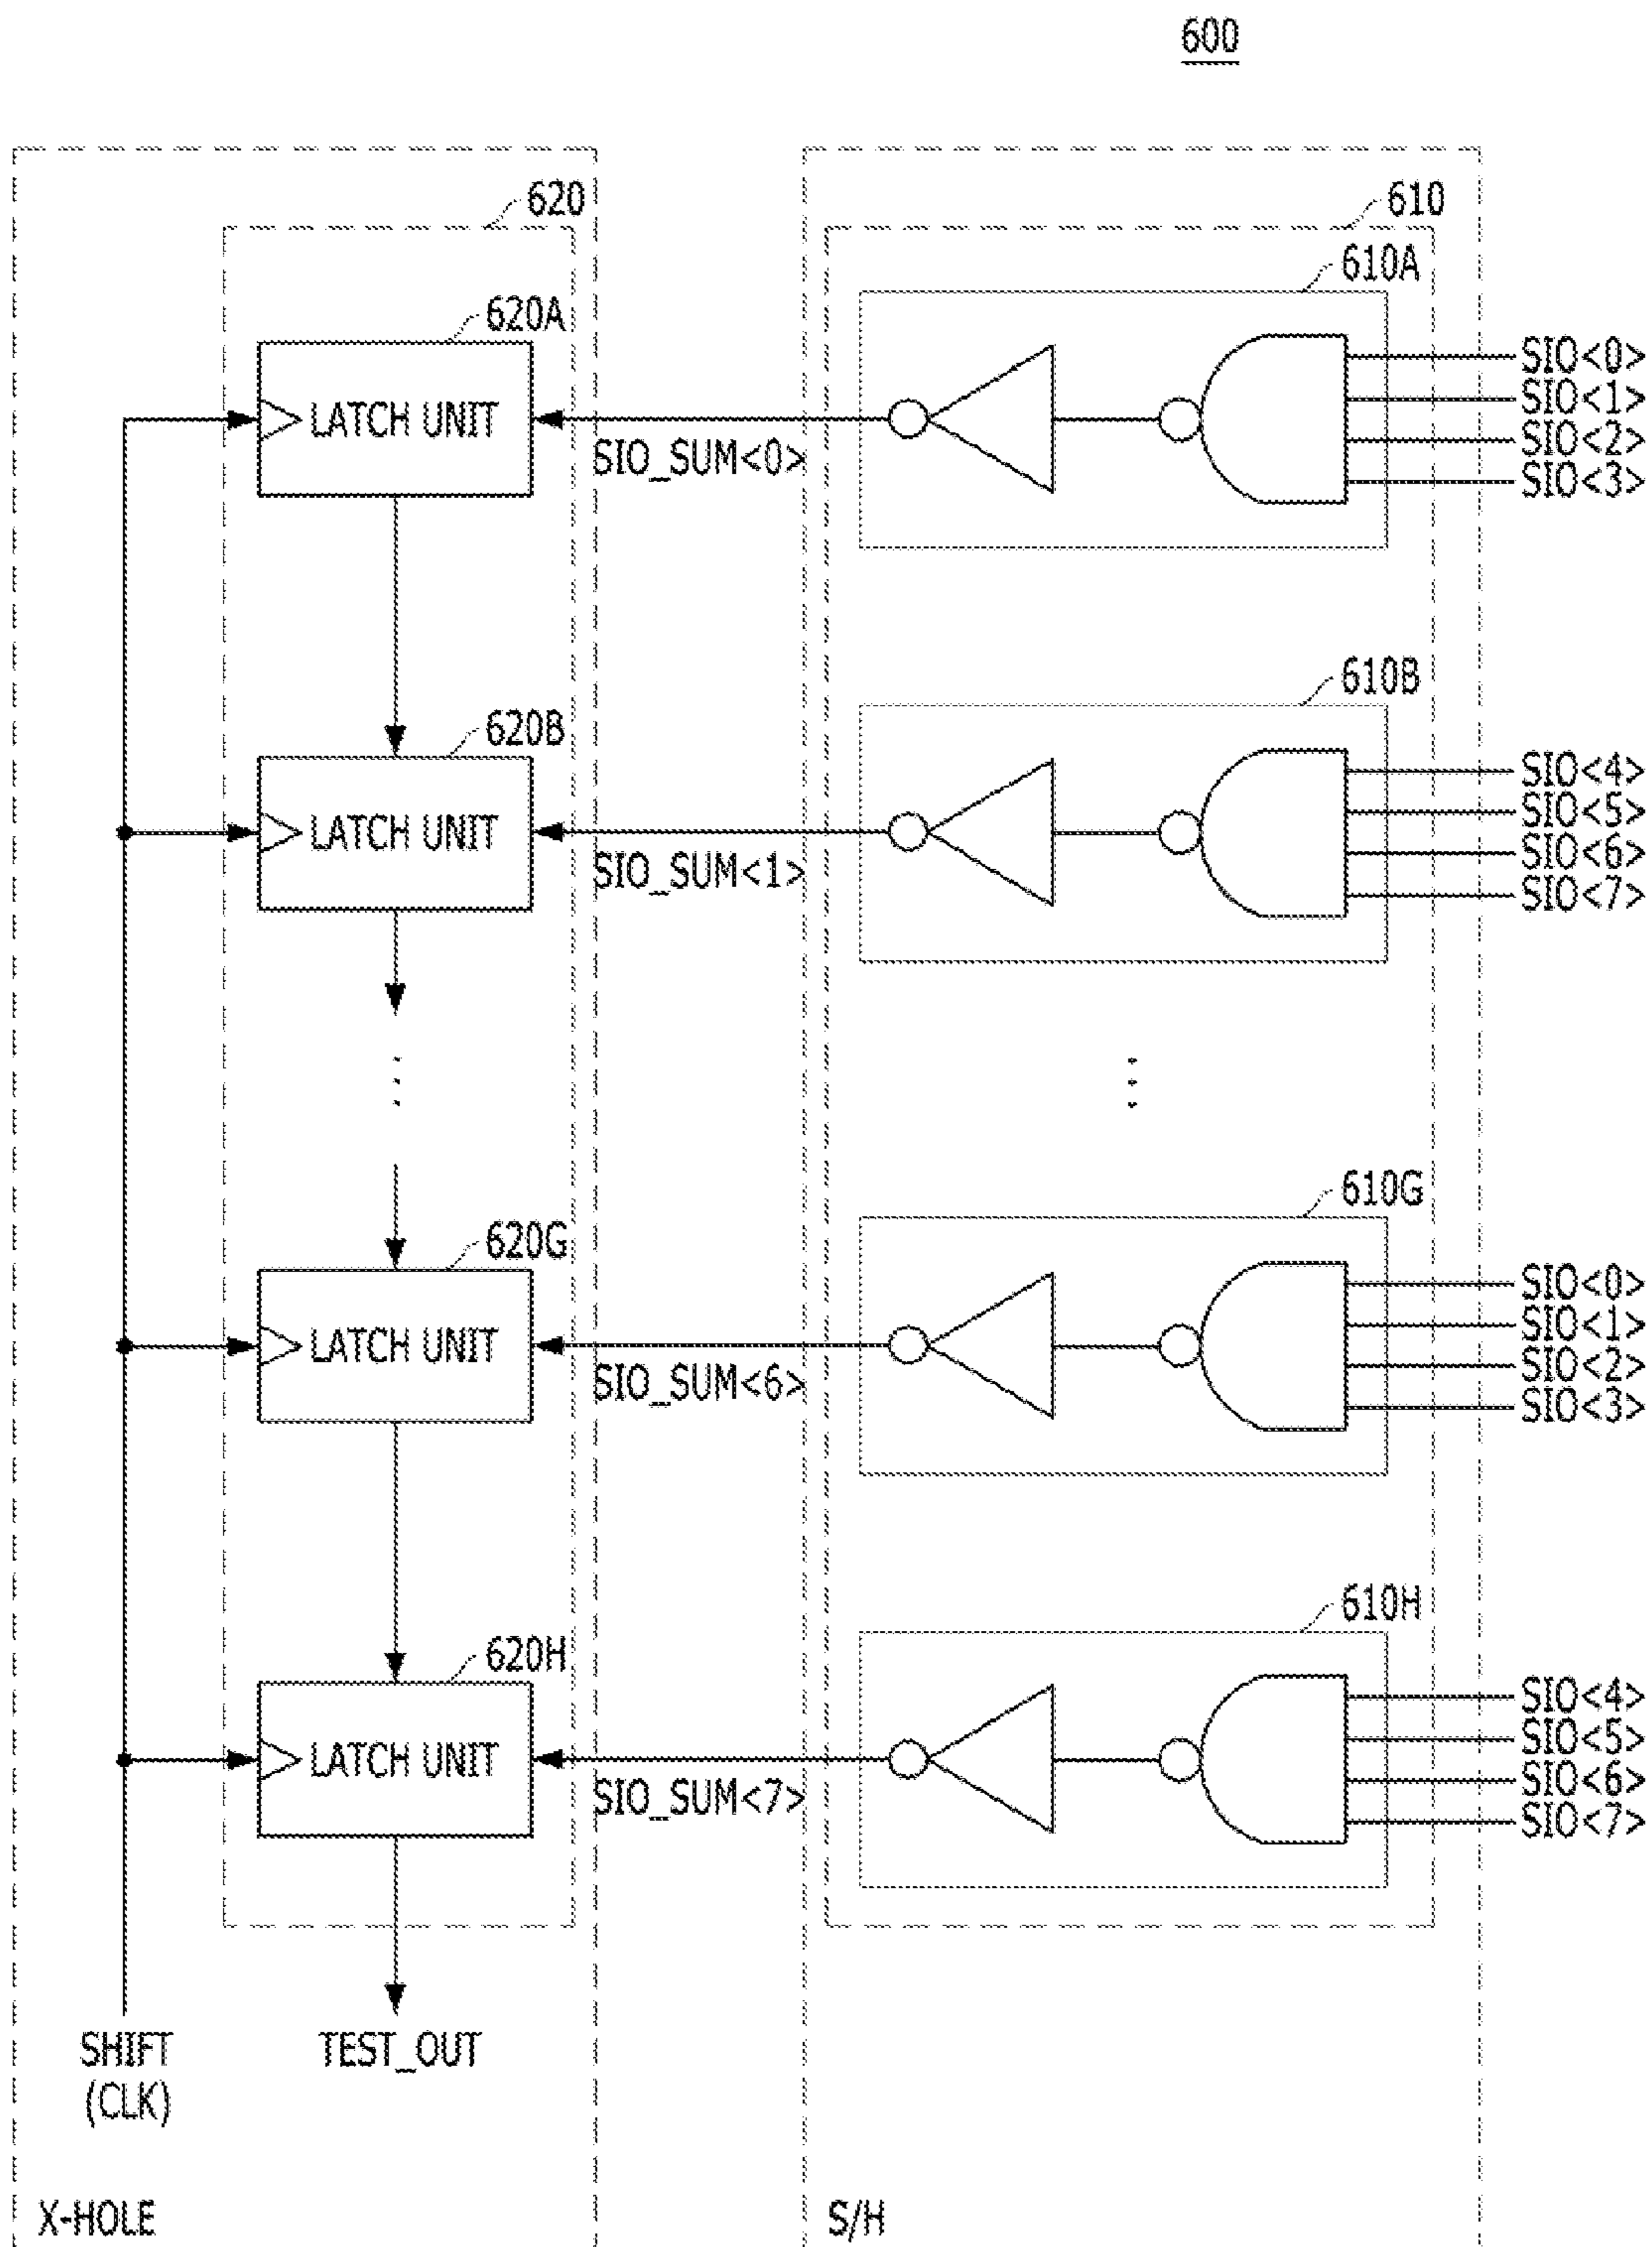 600
620
610
610A
620A
SIO<0>
SIO<1>
SIO<2>
SIO<3>
LATCH UNIT
SIO_SUM<0>
610B
620B
SIO<4>
SIO<5>
SIO<6>
SIO<7>
LATCH UNIT
SIO_SUM<1>
610G
620G
SIO<0>
SIO<1>
SIO<2>
SIO<3>
LATCH UNIT
SIO_SUM<6>
610H
620H
SIO<4>
SIO<5>
SIO<6>
SIO<7>
LATCH UNIT
SIO_SUM<7>
SHIFT
(CLK)
TEST_OUT
X-HOLE
S/H